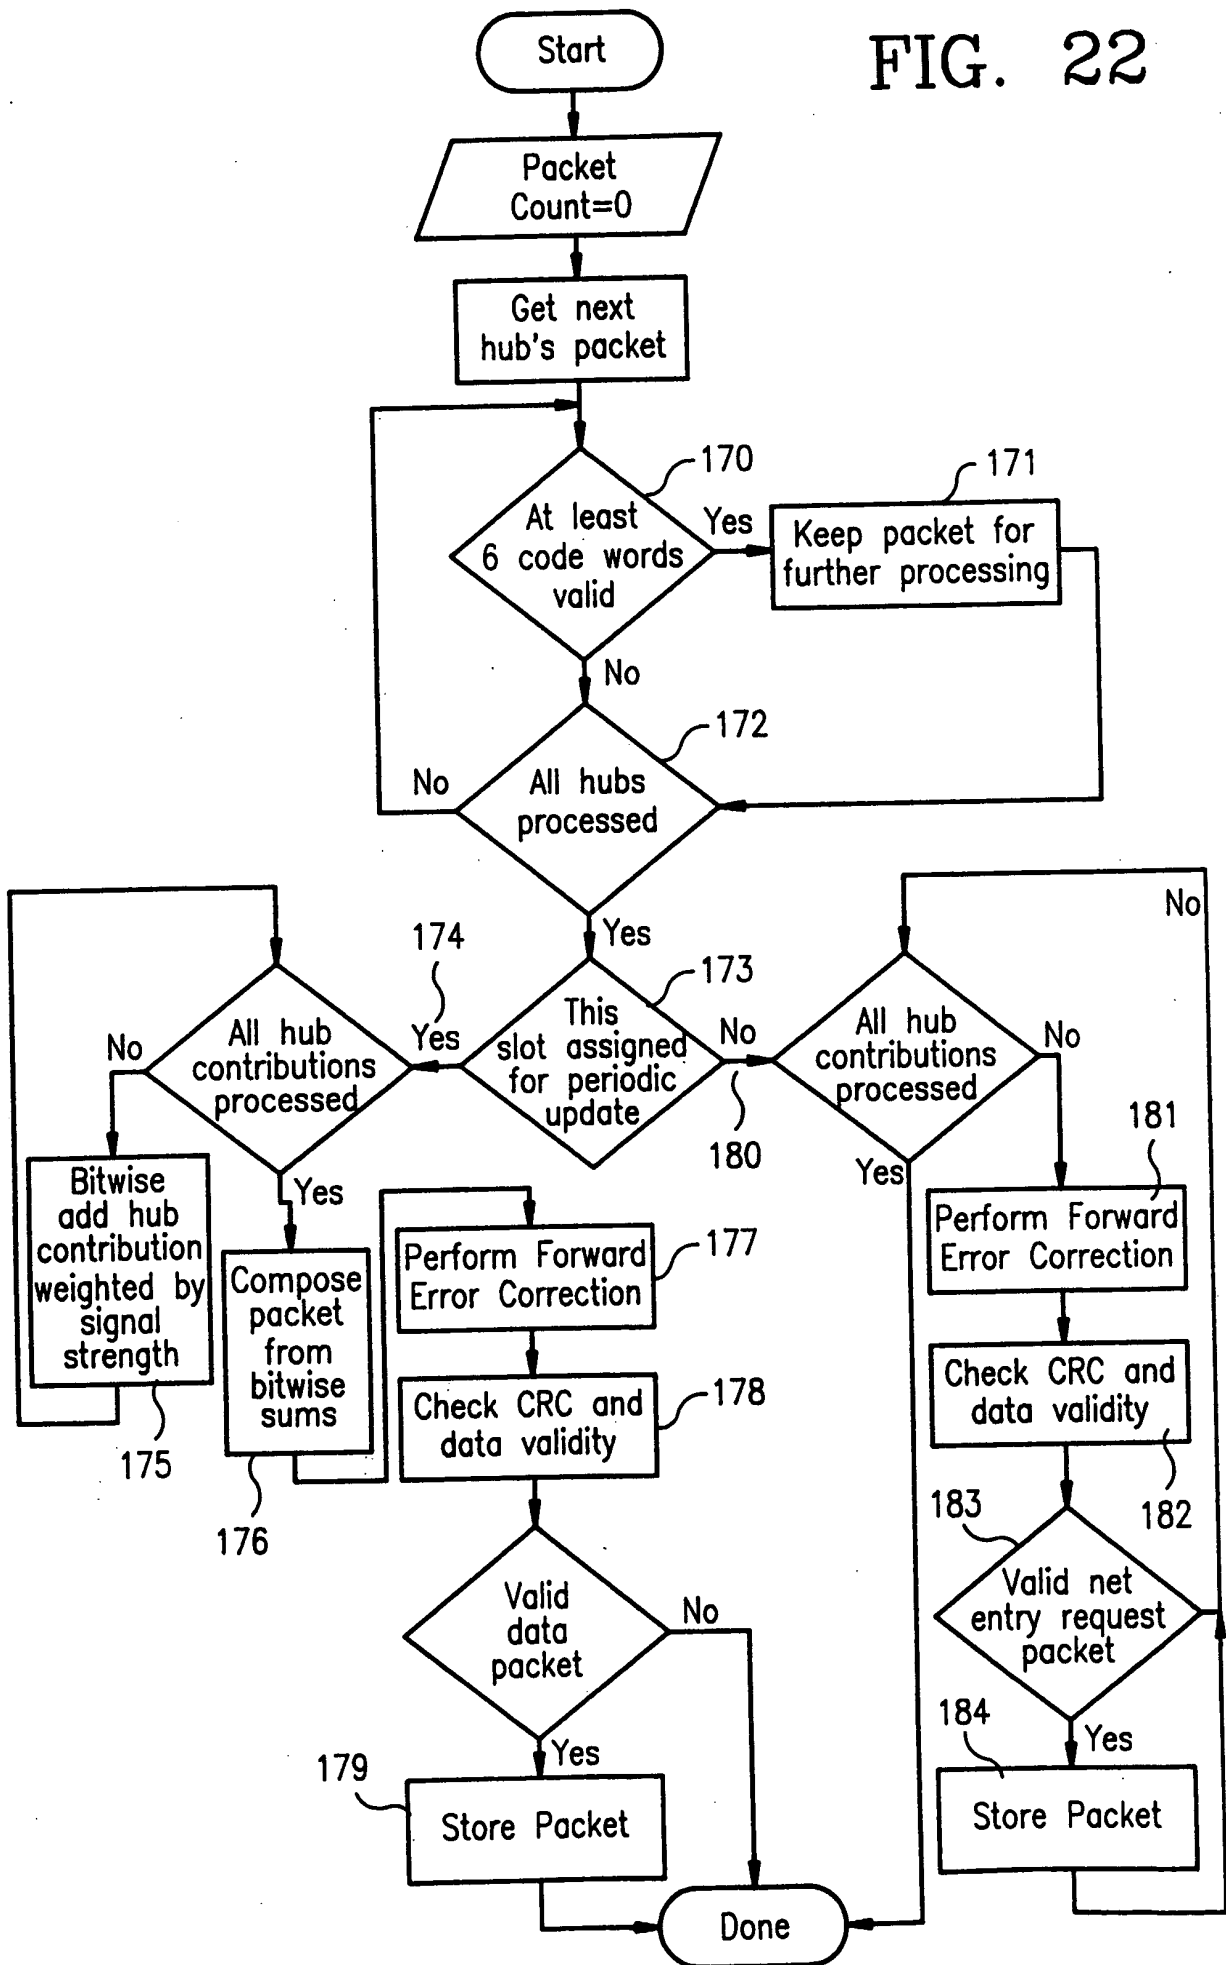 FIG. 22
Start
Packet
Count=0
Get next
hub's packet
170
At least
6 code words
valid
Yes
171
Keep packet for
further processing
No
172
All hubs
processed
No
Yes
174
Yes
173
This
slot assigned
for periodic
update
No
180
All hub
contributions
processed
No
Yes
Bitwise
add hub
contribution
weighted by
signal
strength
175
Compose
packet
from
bitwise
sums
176
Perform Forward
Error Correction
177
Check CRC and
data validity
178
Valid
data
packet
No
Yes
179
Store Packet
All hub
contributions
processed
No
No
Yes
181
Perform Forward
Error Correction
Check CRC and
data validity
182
183
Valid net
entry request
packet
Yes
184
Store Packet
Done